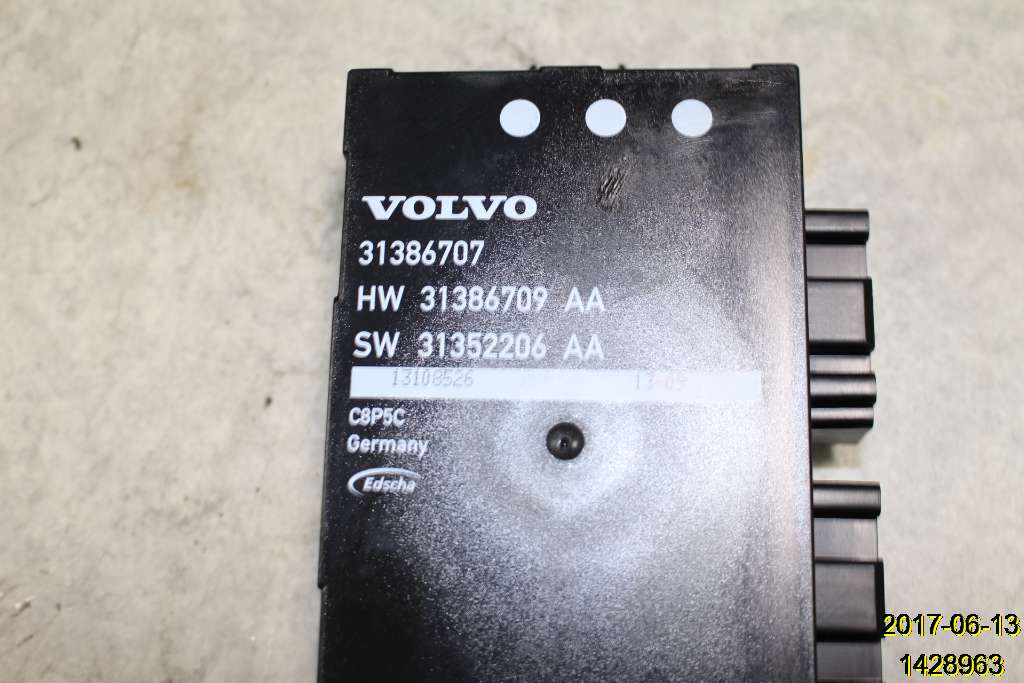 VOLVO
31386707
HW 31386709 AA
SW 31352206 AA
13108526
C8P5C
Germany
Edscha
2017-06-13
1428963